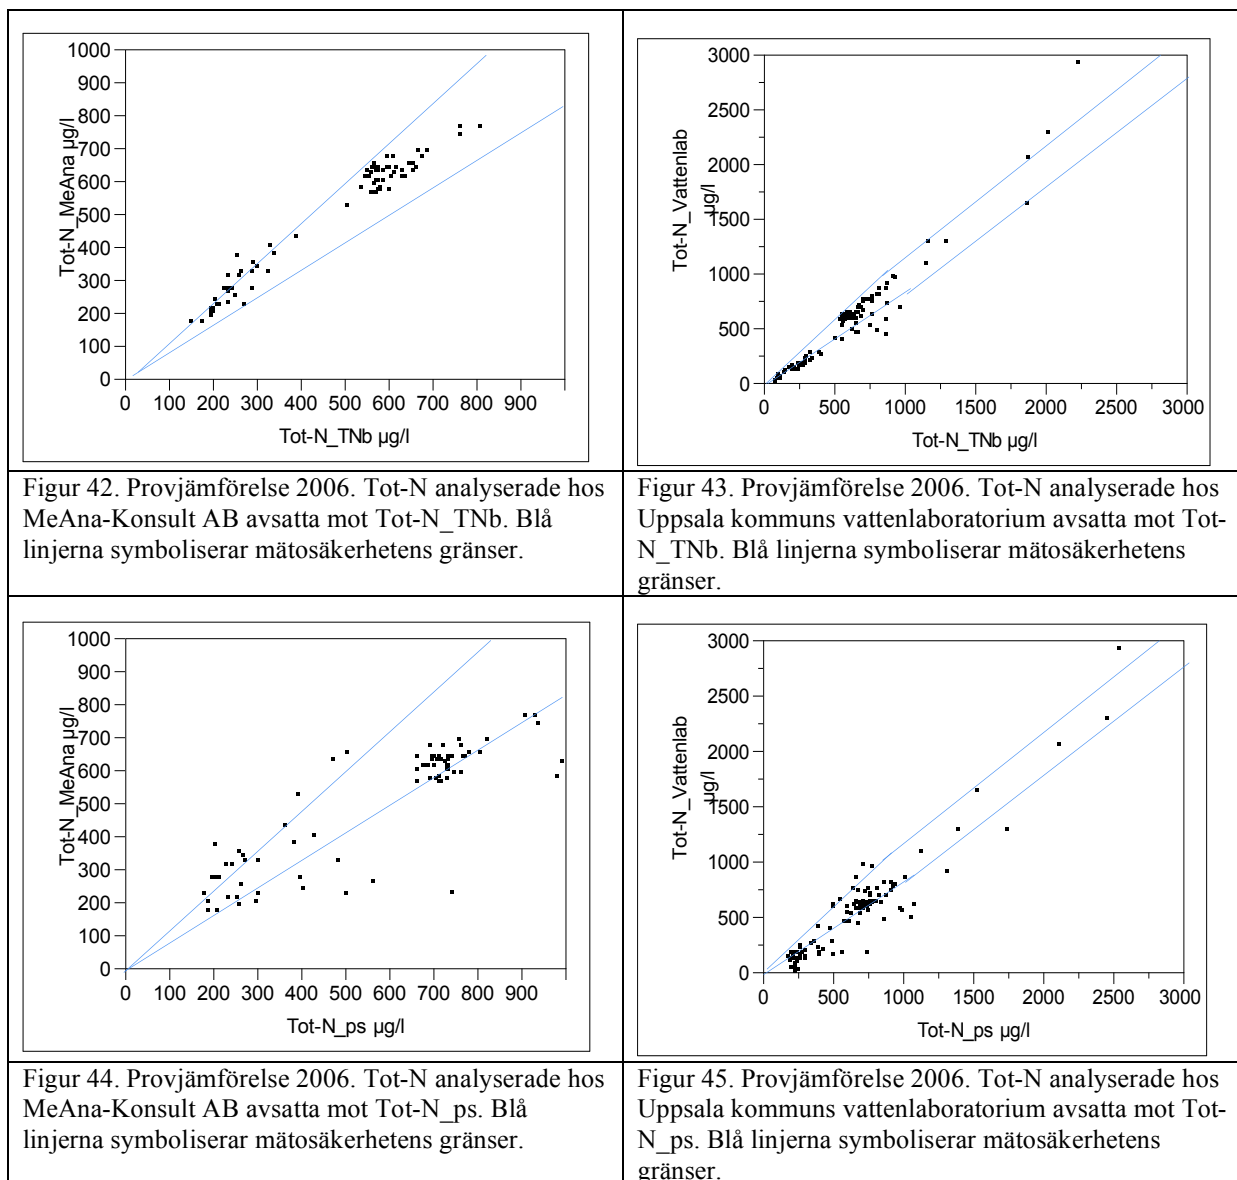 1000
900
800
700
600
500
400
300
200
100
0
Tot-N_MeAna µg/l
0 100 200 300 400 500 600 700 800 900
Tot-N_TNb µg/l
3000
2500
2000
1500
1000
500
0
Tot-N_Vattenlab
µg/l
0 500 1000 1500 2000 2500 3000
Tot-N_TNb µg/l
Figur 42. Provjämförelse 2006. Tot-N analyserade hos
MeAna-Konsult AB avsatta mot Tot-N_TNb. Blå
linjerna symboliserar mätosäkerhetens gränser.
Figur 43. Provjämförelse 2006. Tot-N analyserade hos
Uppsala kommuns vattenlaboratorium avsatta mot Tot-
N_TNb. Blå linjerna symboliserar mätosäkerhetens
gränser.
1000
900
800
700
600
500
400
300
200
100
0
Tot-N_MeAna µg/l
0 100 200 300 400 500 600 700 800 900
Tot-N_ps µg/l
3000
2500
2000
1500
1000
500
0
Tot-N_Vattenlab
µg/l
0 500 1000 1500 2000 2500 3000
Tot-N_ps µg/l
Figur 44. Provjämförelse 2006. Tot-N analyserade hos
MeAna-Konsult AB avsatta mot Tot-N_ps. Blå
linjerna symboliserar mätosäkerhetens gränser.
Figur 45. Provjämförelse 2006. Tot-N analyserade hos
Uppsala kommuns vattenlaboratorium avsatta mot Tot-
N_ps. Blå linjerna symboliserar mätosäkerhetens
gränser.